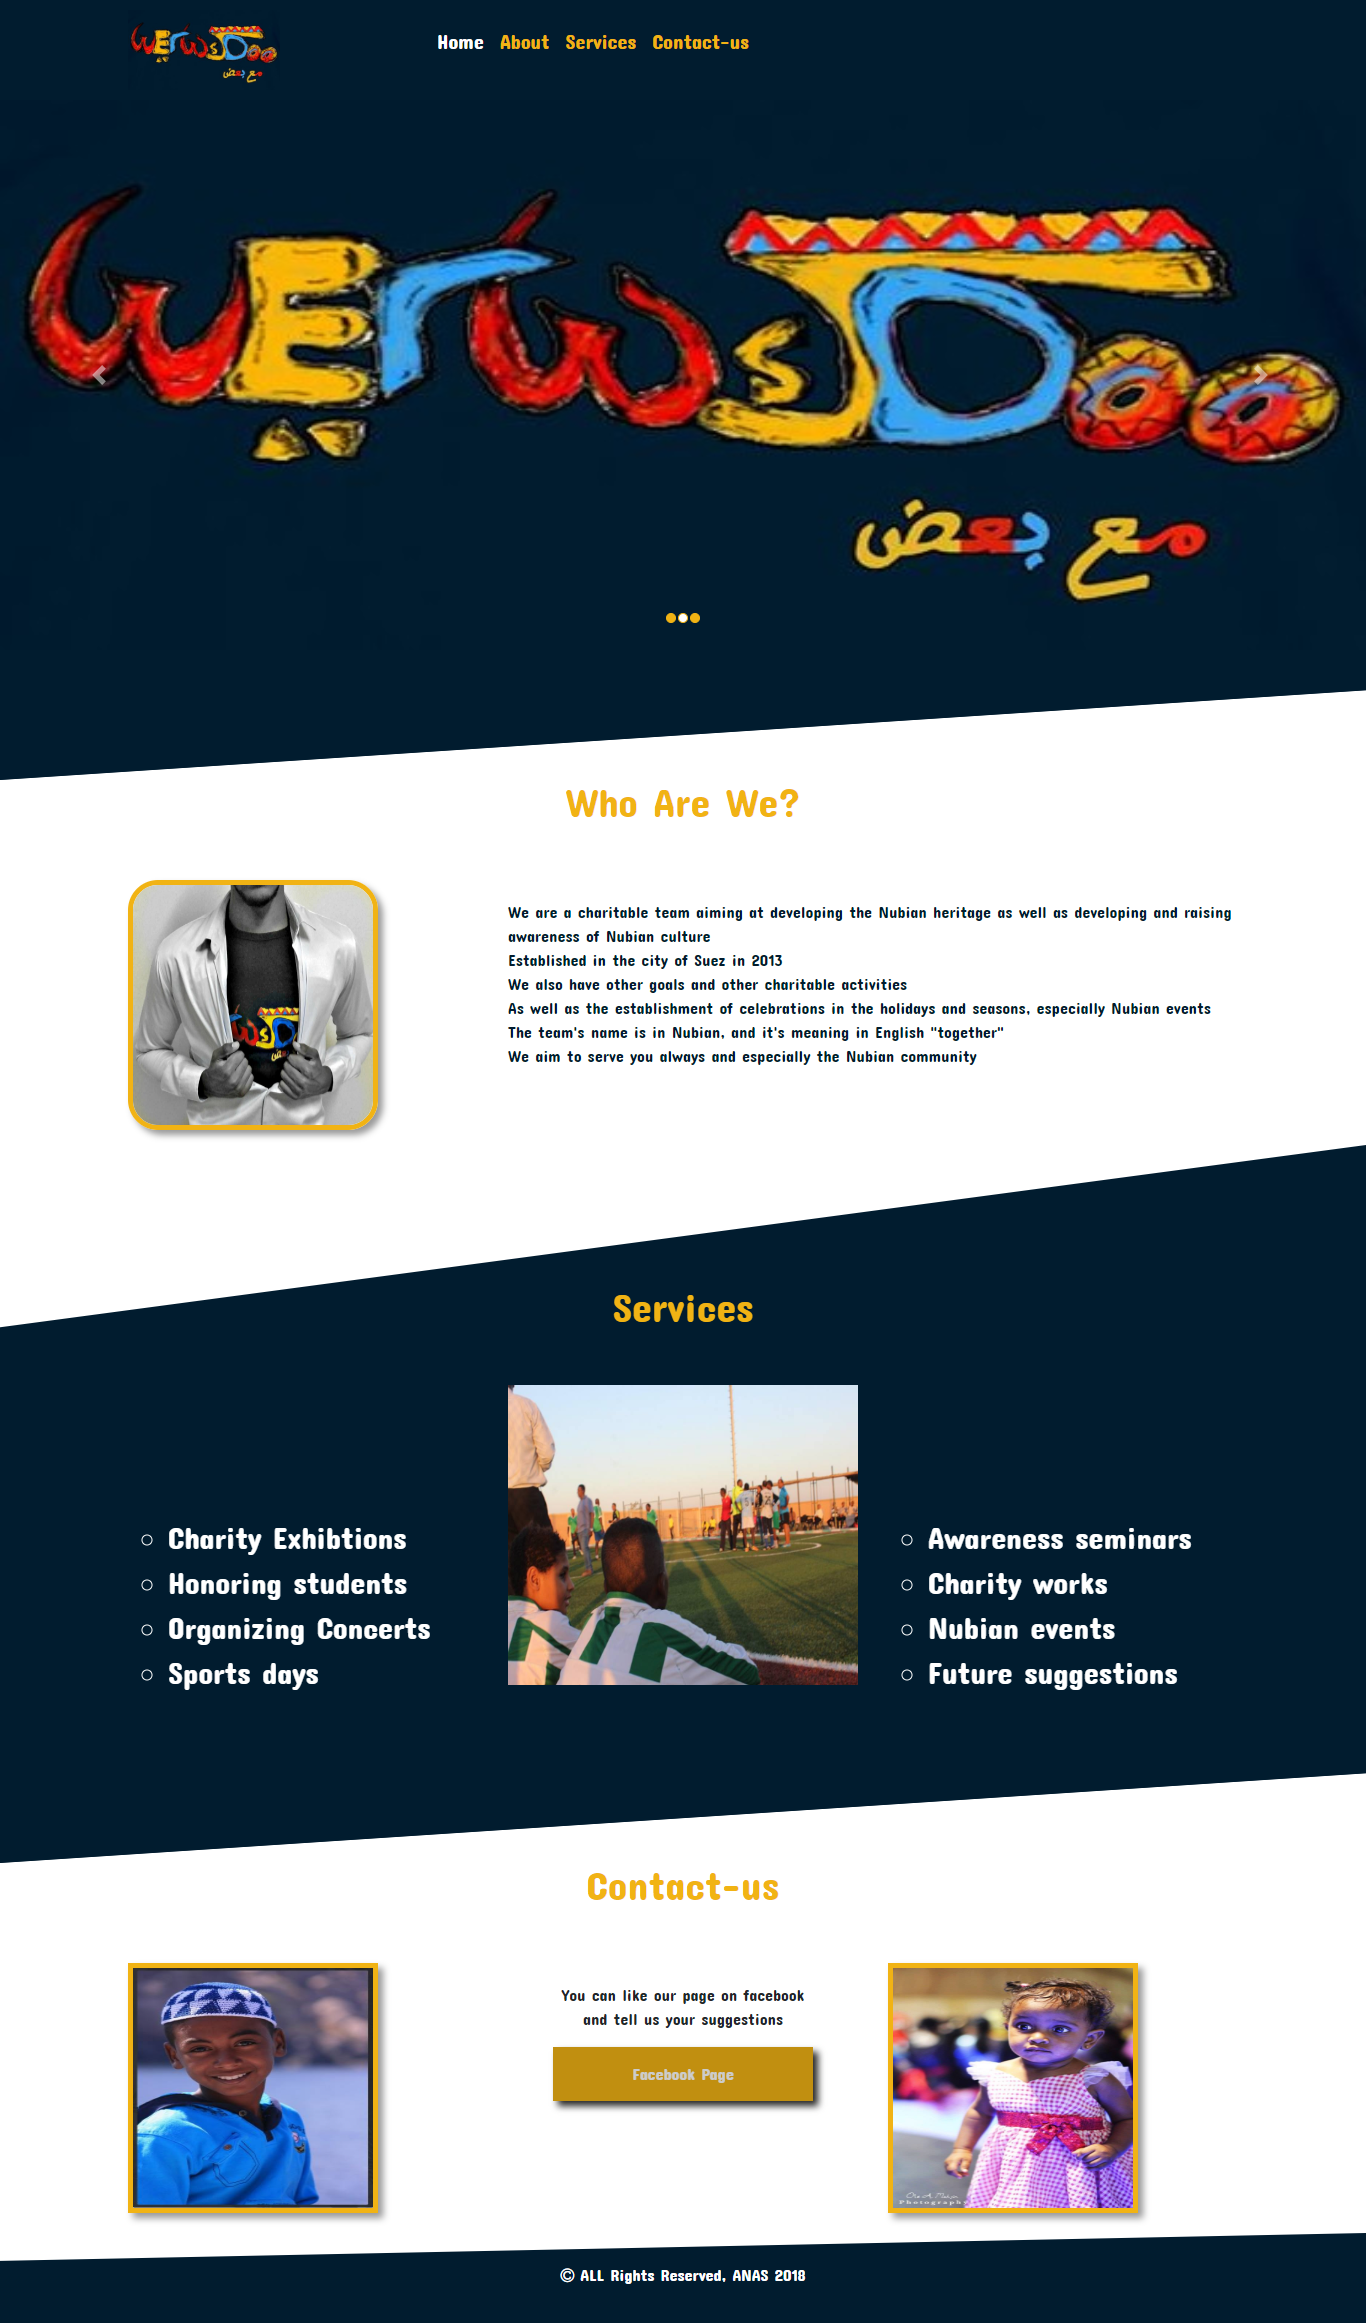 WERWSDOOO
مع بعض
Home About Services Contact-us
WERWSDOOO
مع بعض
Who Are We?
We are a charitable team aiming at developing the Nubian heritage as well as developing and raising
awareness of Nubian culture
Established in the city of Suez in 2013
We also have other goals and other charitable activities
As well as the establishment of celebrations in the holidays and seasons, especially Nubian events
The team's name is in Nubian, and it's meaning in English "together"
We aim to serve you always and especially the Nubian community
Services
Charity Exhibtions
Honoring students
Organizing Concerts
Sports days
Awareness seminars
Charity works
Nubian events
Future suggestions
Contact-us
You can like our page on facebook
and tell us your suggestions
Facebook Page
Photography
© ALL Rights Reserved, ANAS 2018